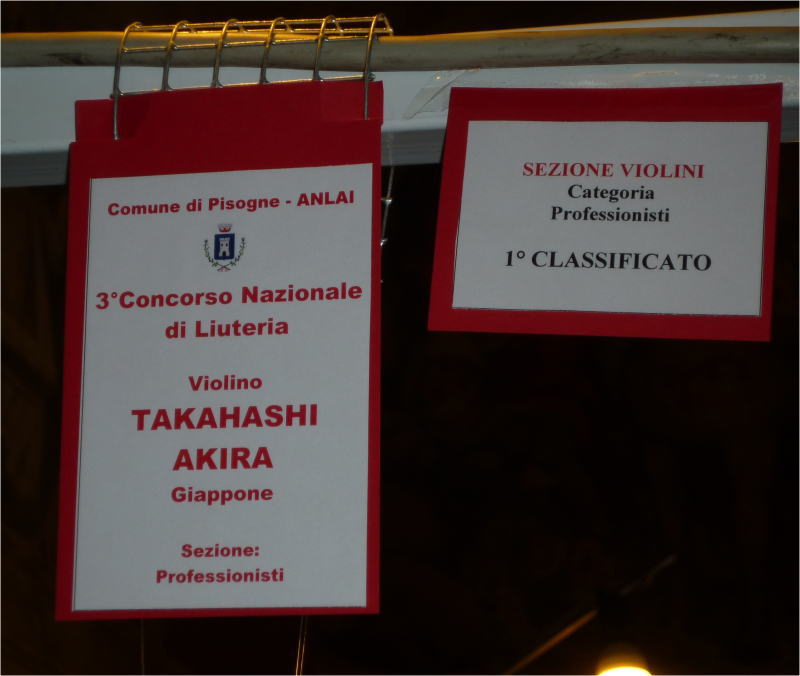 Comune di Pisogne - ANLAI
3°Concorso Nazionale
di Liuteria
Violino
TAKAHASHI
AKIRA
Giappone
Sezione:
Professionisti
SEZIONE VIOLINI
Categoria
Professionisti
1° CLASSIFICATO